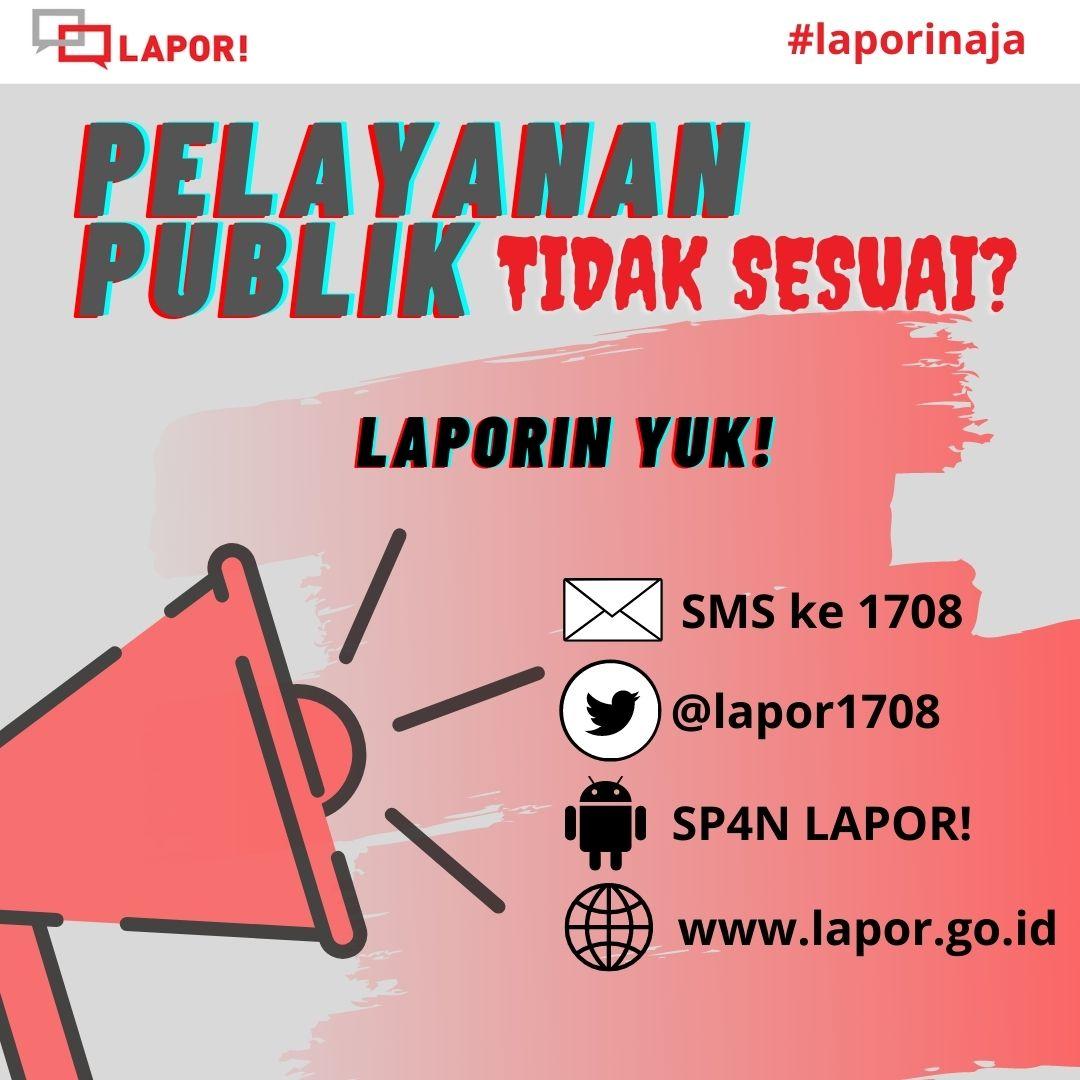 LAPOR!
#laporinaja
PELAYANAN
PUBLIK TIDAK SESUAI?
LAPORIN YUK!
SMS ke 1708
@lapor1708
SP4N LAPOR!
www.lapor.go.id